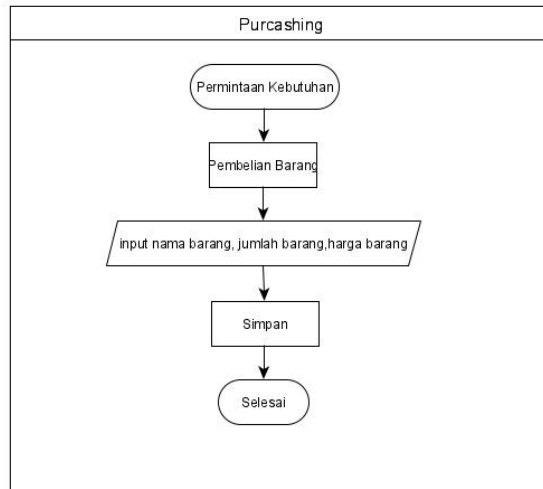 Purcashing
Permintaan Kebutuhan
Pembelian Barang
input nama barang, jumlah barang,harga barang
Simpan
Selesai